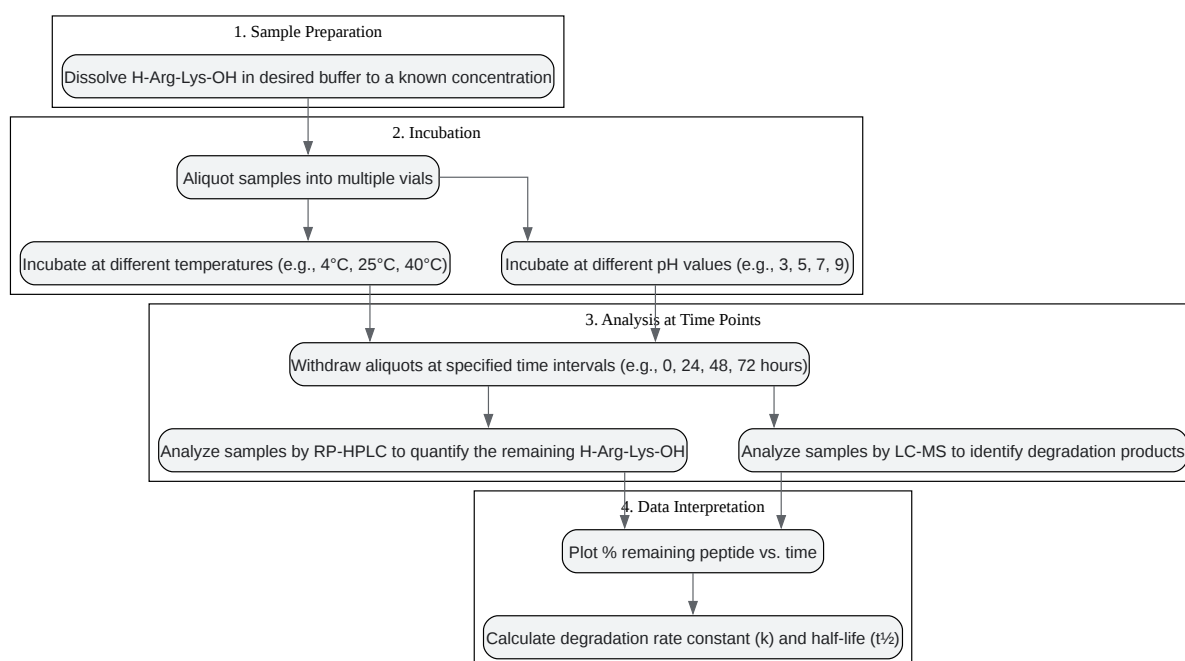 1. Sample Preparation
Dissolve H-Arg-Lys-OH in desired buffer to a known concentration
2. Incubation
Aliquot samples into multiple vials
Incubate at different temperatures (e.g., 4°C, 25°C, 40°C)
Incubate at different pH values (e.g., 3, 5, 7, 9)
3. Analysis at Time Points
Withdraw aliquots at specified time intervals (e.g., 0, 24, 48, 72 hours)
Analyze samples by RP-HPLC to quantify the remaining H-Arg-Lys-OH
Analyze samples by LC-MS to identify degradation products
4. Data Interpretation
Plot % remaining peptide vs. time
Calculate degradation rate constant (k) and half-life (t½)